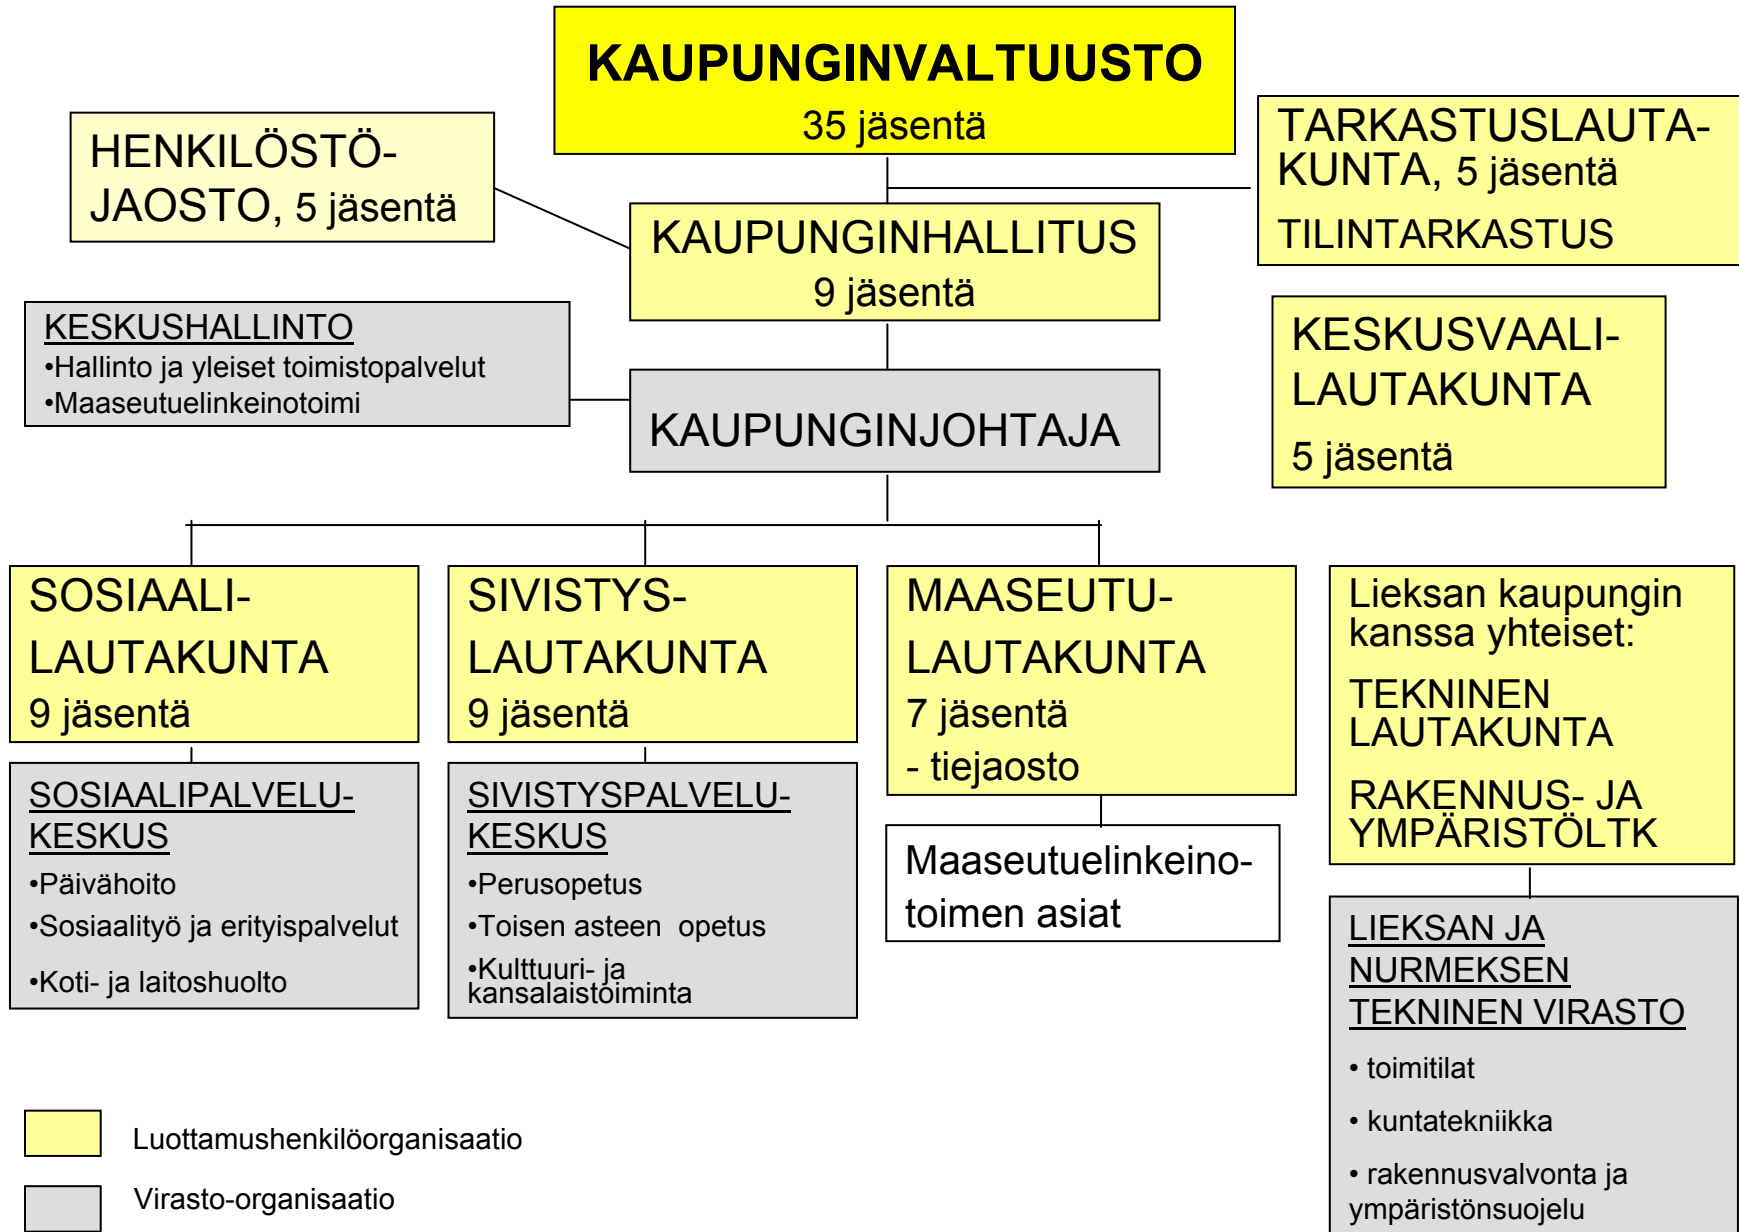 KAUPUNGINVALTUUSTO
35 jäsentä
HENKILÖSTÖ-
JAOSTO, 5 jäsentä
TARKASTUSLAUTA-
KUNTA, 5 jäsentä
TILINTARKASTUS
KAUPUNGINHALLITUS
9 jäsentä
KESKUSHALLINTO
•Hallinto ja yleiset toimistopalvelut
•Maaseutuelinkeinotoimi
KESKUSVAALI-
LAUTAKUNTA
5 jäsentä
KAUPUNGINJOHTAJA
SOSIAALI-
LAUTAKUNTA
9 jäsentä
SIVISTYS-
LAUTAKUNTA
9 jäsentä
MAASEUTU-
LAUTAKUNTA
7 jäsentä
- tiejaosto
Lieksan kaupungin
kanssa yhteiset:
TEKNINEN
LAUTAKUNTA
RAKENNUS- JA
YMPÄRISTÖLTK
SOSIAALIPALVELU-
KESKUS
•Päivähoito
•Sosiaalityö ja erityispalvelut
•Koti- ja laitoshuolto
SIVISTYSPALVELU-
KESKUS
•Perusopetus
•Toisen asteen  opetus
•Kulttuuri- ja
kansalaistoiminta
Maaseutuelinkeino-
toimen asiat
LIEKSAN JA
NURMEKSEN
TEKNINEN VIRASTO
• toimitilat
• kuntatekniikka
• rakennusvalvonta ja
ympäristönsuojelu
Luottamushenkilöorganisaatio
Virasto-organisaatio